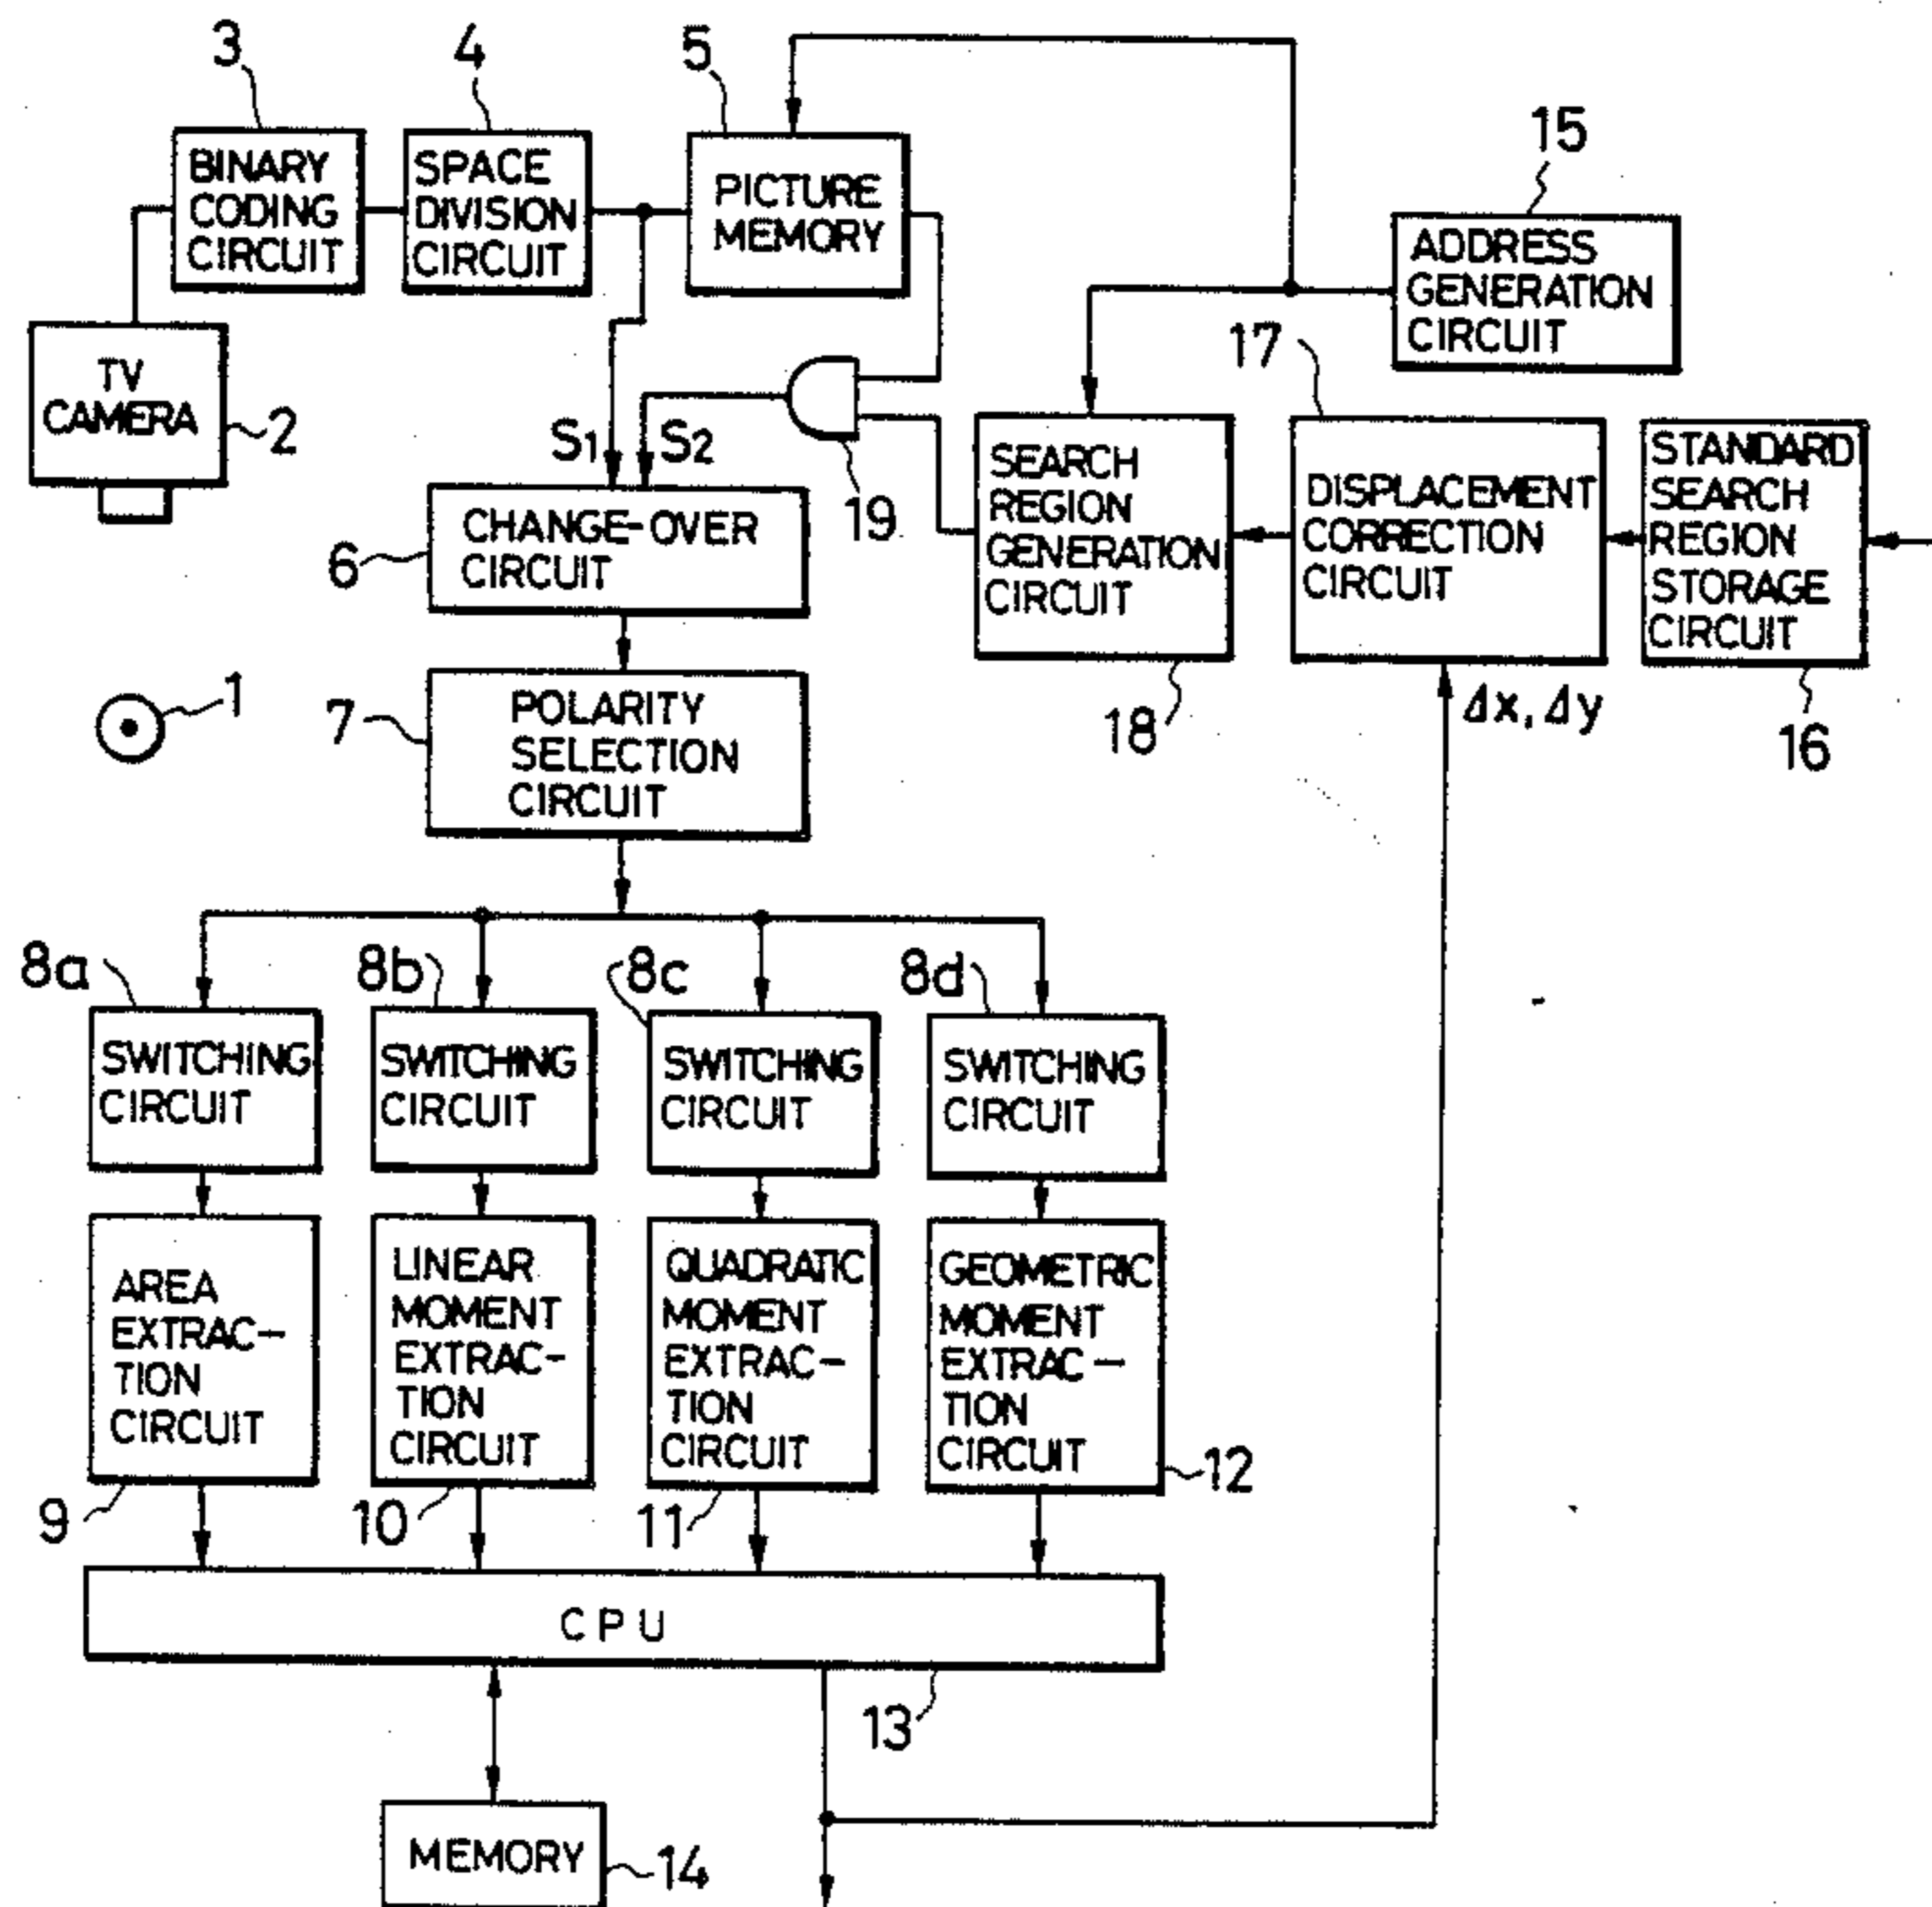 3
4
5
15
BINARY
CODING
CIRCUIT
SPACE
DIVISION
CIRCUIT
PICTURE
MEMORY
ADDRESS
GENERATION
CIRCUIT
TV
CAMERA
2
17
S1
S2
19
SEARCH
REGION
GENERATION
CIRCUIT
DISPLACEMENT
CORRECTION
CIRCUIT
STANDARD
SEARCH
REGION
STORAGE
CIRCUIT
CHANGE-OVER
CIRCUIT
6
1
7
POLARITY
SELECTION
CIRCUIT
18
Δx, Δy
16
8a
8b
8c
8d
SWITCHING
CIRCUIT
SWITCHING
CIRCUIT
SWITCHING
CIRCUIT
SWITCHING
CIRCUIT
AREA
EXTRAC-
TION
CIRCUIT
LINEAR
MOMENT
EXTRAC-
TION
CIRCUIT
QUADRATIC
MOMENT
EXTRAC-
TION
CIRCUIT
GEOMETRIC
MOMENT
EXTRAC-
TION
CIRCUIT
9
10
11
12
CPU
13
MEMORY
14